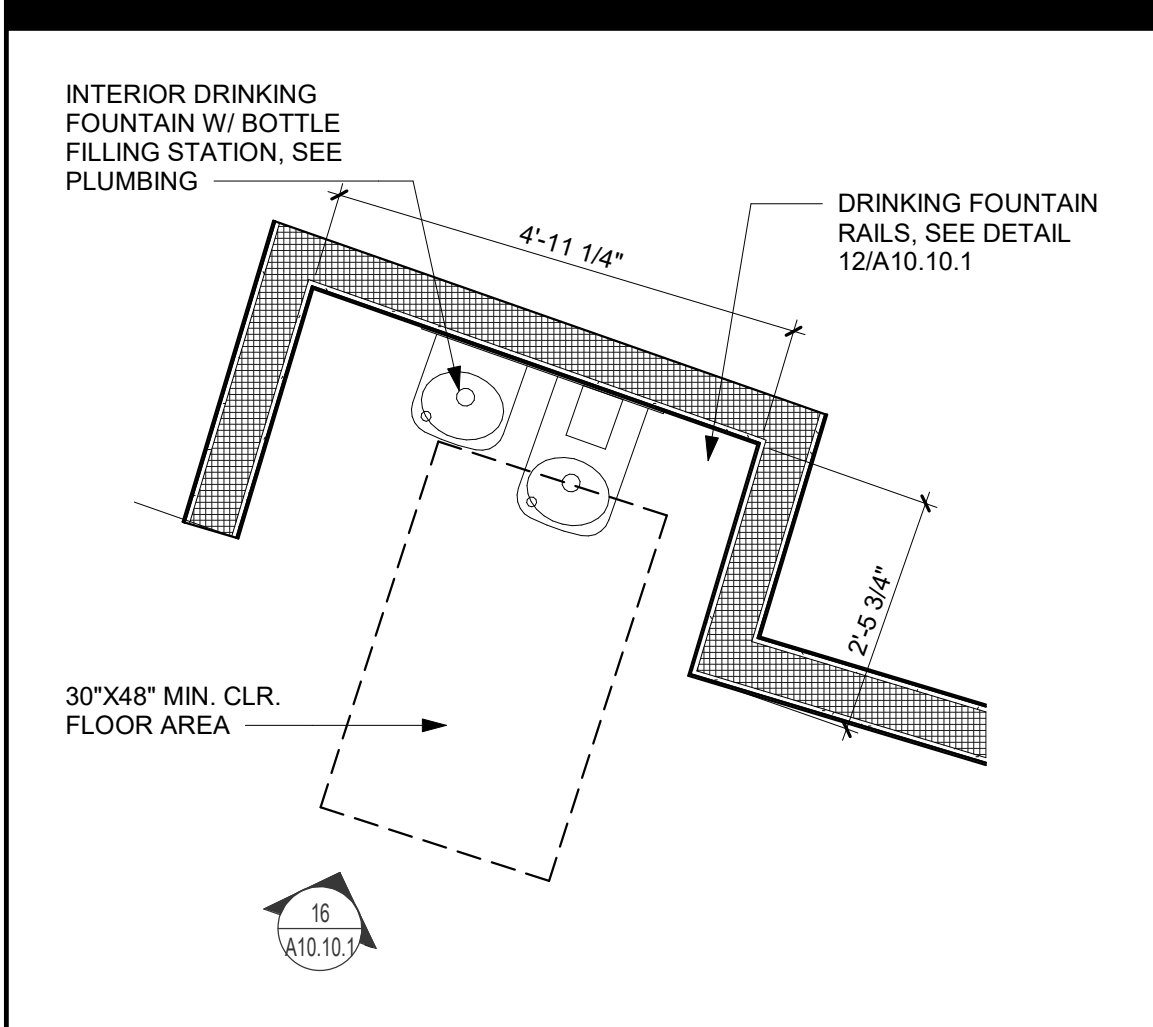 INTERIOR DRINKING
FOUNTAIN W/ BOTTLE
FILLING STATION, SEE
PLUMBING
4'-11 1/4"
DRINKING FOUNTAIN
RAILS, SEE DETAIL
12/A10.10.1
2'-5 3/4"
30"X48" MIN. CLR.
FLOOR AREA
16
A10.10.1